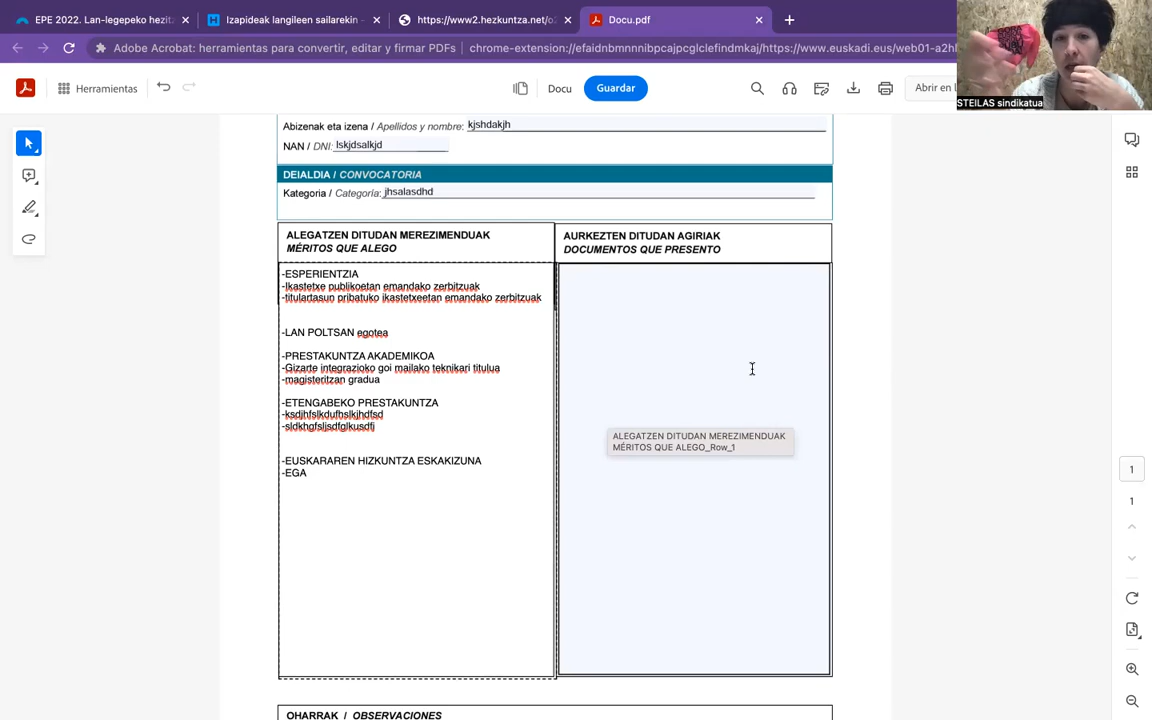 EPE 2022. Lan-legepeko hezit
Izapideak langileen sailarekin -
https://www2.hezkuntza.net/o2
Docu.pdf
Adobe Acrobat: herramientas para convertir, editar y firmar PDFs
chrome-extension://efaidnbmnnnibpcajpcglclefindmkaj/https://www.euskadi.eus/web01-a2hl
Herramientas
Docu
Guardar
Abrir en l
STEILAS sindikatua
Abizenak eta izena / Apellidos y nombre: kjshdakjh
NAN / DNI: lskjdsalkjd
DEIALDIA / CONVOCATORIA
Kategoria / Categoría: jhsalasdhd
ALEGATZEN DITUDAN MEREZIMENDUAK
MÉRITOS QUE ALEGO
AURKEZTEN DITUDAN AGIRIAK
DOCUMENTOS QUE PRESENTO
-ESPERIENTZIA
-Ikastetxe publikoetan emandako zerbitzuak
-titulartasun pribatuko ikastetxeetan emandako zerbitzuak
-LAN POLTSAN egotea
-PRESTAKUNTZA AKADEMIKOA
-Gizarte integrazioko goi mailako teknikari titulua
-magisteritzan gradua
-ETENGABEKO PRESTAKUNTZA
-ksdjhfslkdufhslkjhdfsd
-sldkhgfsljsdfglkusdfj
-EUSKARAREN HIZKUNTZA ESKAKIZUNA
-EGA
ALEGATZEN DITUDAN MEREZIMENDUAK
MÉRITOS QUE ALEGO_Row_1
1
1
OHARRAK / OBSERVACIONES